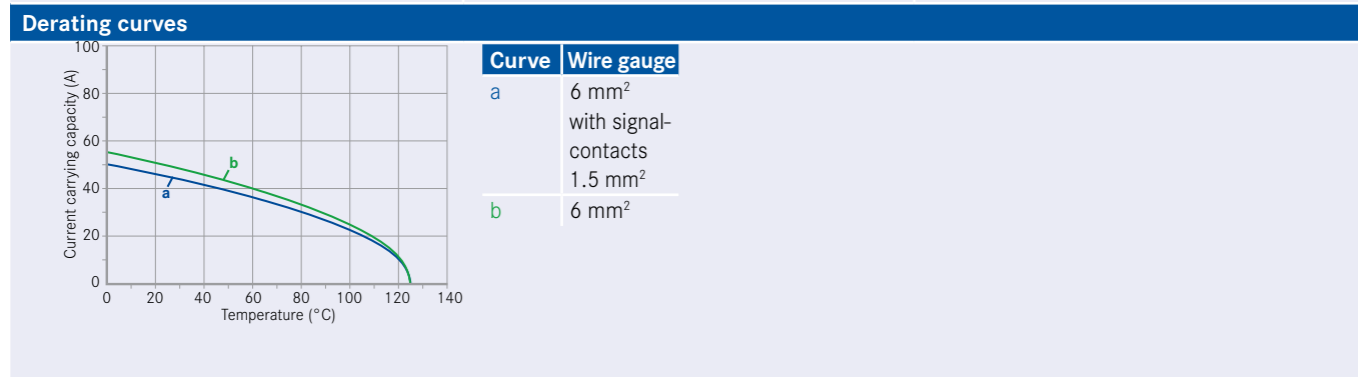 Derating curves
Current carrying capacity (A)
100
80
60
40
20
0
a
b
0 20 40 60 80 100 120 140
Temperature (°C)
Curve Wire gauge
a 6 mm²
with signal-
contacts
1.5 mm²
b 6 mm²